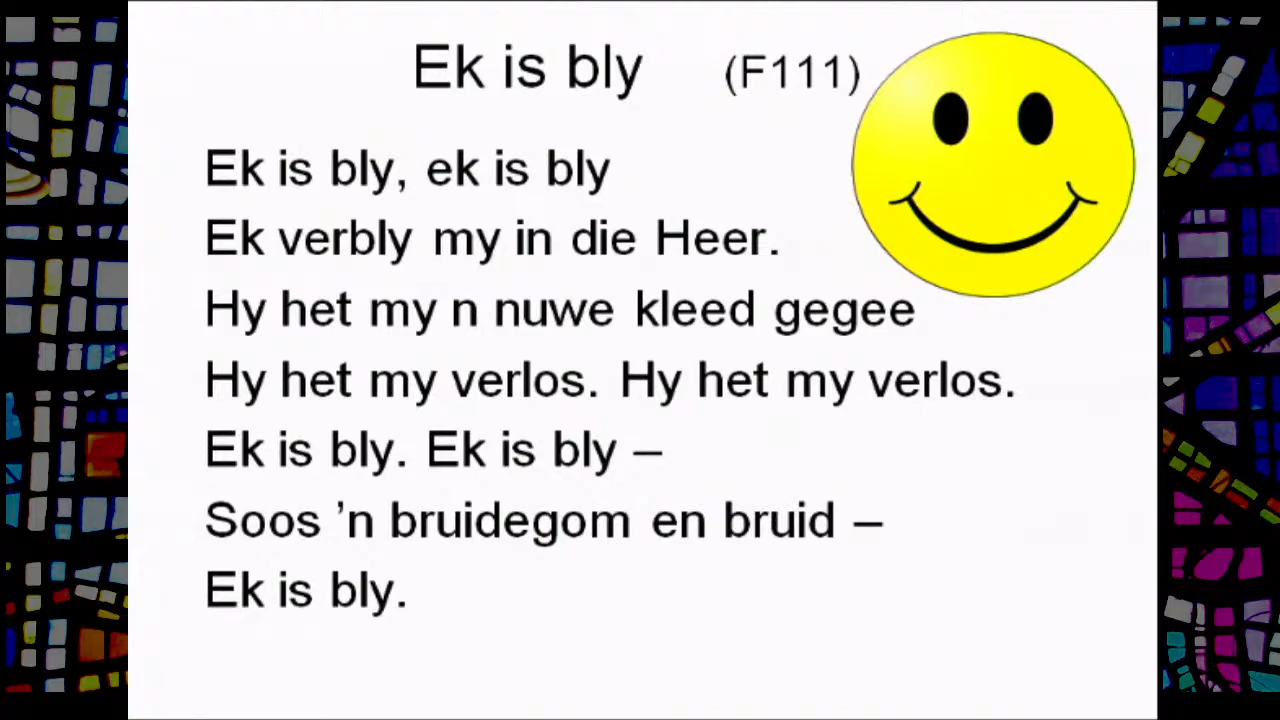 Ek is bly (F111)
Ek is bly, ek is bly
Ek verbly my in die Heer.
Hy het my n nuwe kleed gegee
Hy het my verlos. Hy het my verlos.
Ek is bly. Ek is bly –
Soos ’n bruidegom en bruid –
Ek is bly.